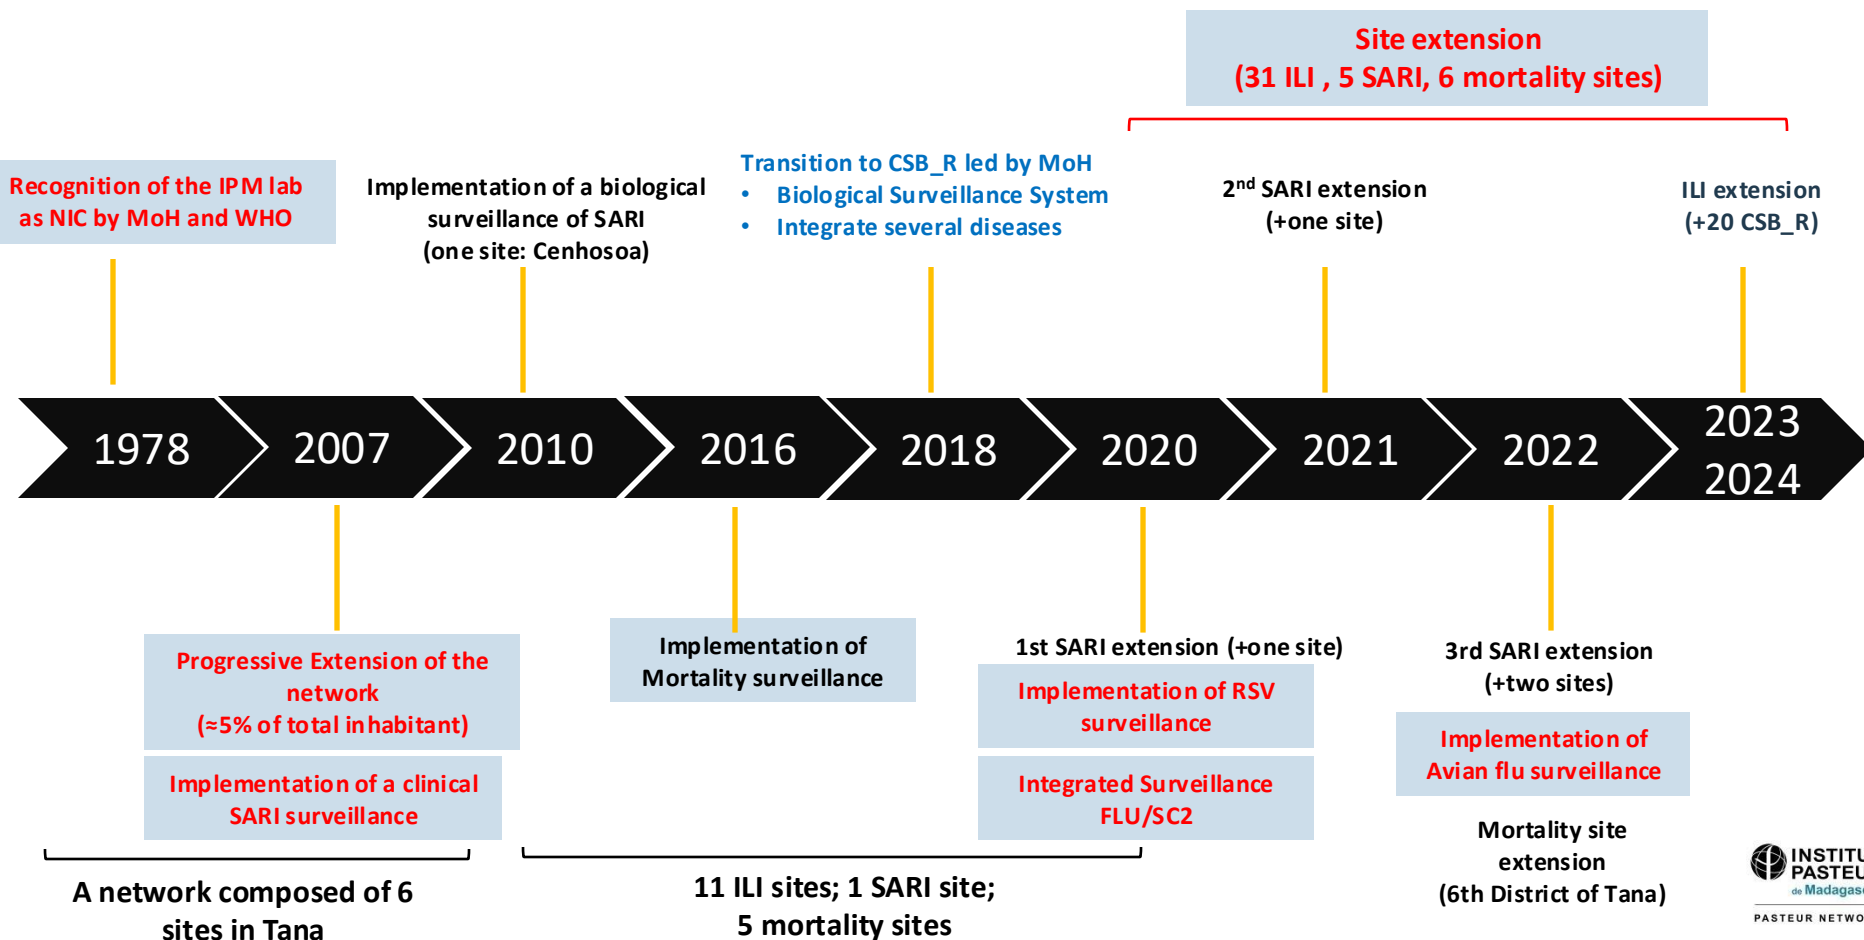 Site extension
(31 ILI , 5 SARI, 6 mortality sites)
Recognition of the IPM lab
as NIC by MoH and WHO
Implementation of a biological
surveillance of SARI
(one site: Cenhosoa)
Transition to CSB_R led by MoH
• Biological Surveillance System
• Integrate several diseases
2nd SARI extension
(+one site)
ILI extension
(+20 CSB_R)
1978
2007
2010
2016
2018
2020
2021
2022
2023
2024
Progressive Extension of the
network
(≈5% of total inhabitant)
Implementation of a clinical
SARI surveillance
Implementation of
Mortality surveillance
1st SARI extension (+one site)
Implementation of RSV
surveillance
Integrated Surveillance
FLU/SC2
3rd SARI extension
(+two sites)
Implementation of
Avian flu surveillance
Mortality site
extension
(6th District of Tana)
A network composed of 6
sites in Tana
11 ILI sites; 1 SARI site;
5 mortality sites
INSTITU
PASTEU
de Madagas
PASTEUR NETWO